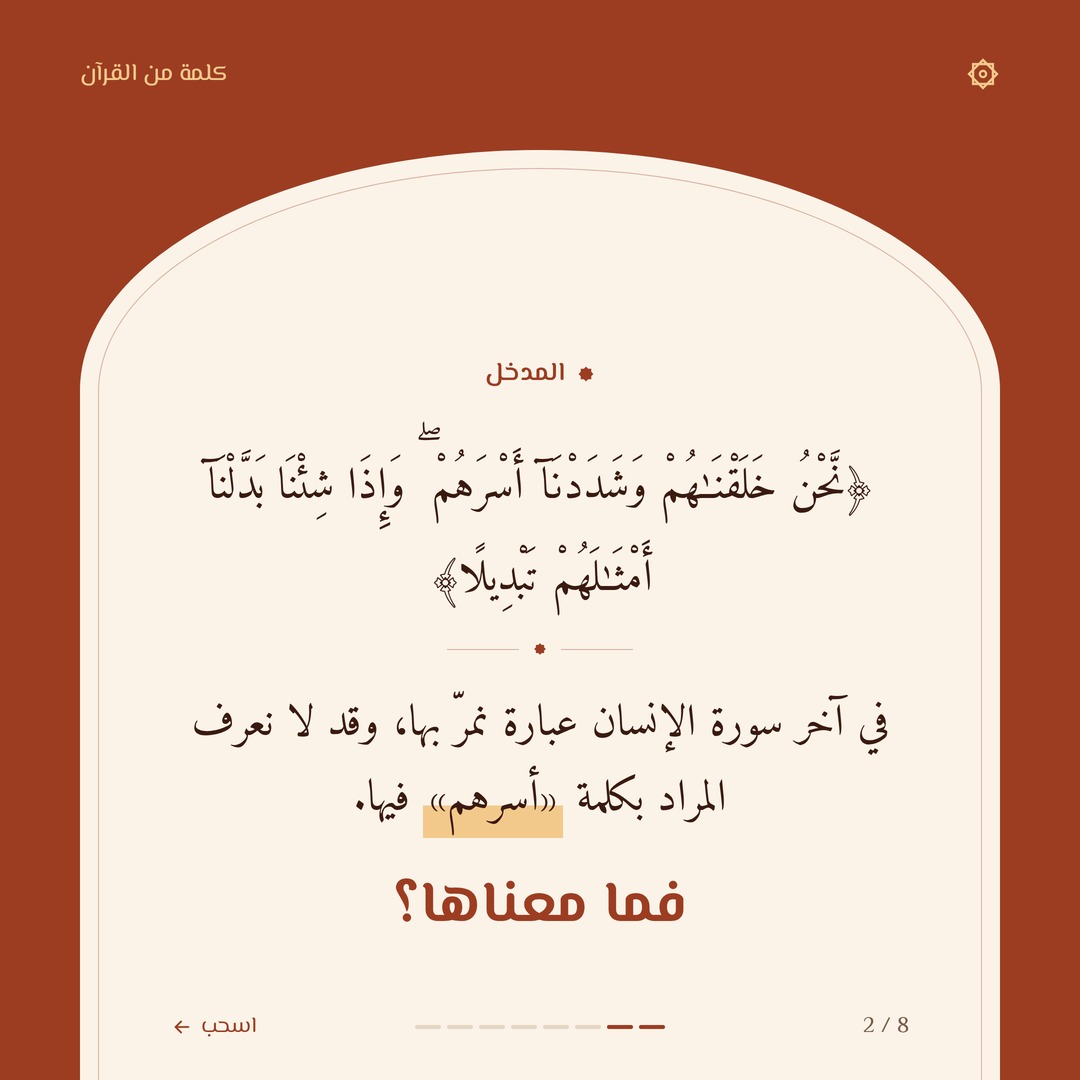 كلمة من القرآن
المدخل
﴿نَّحْنُ خَلَقْنَـٰهُمْ وَشَدَدْنَآ أَسْرَهُمْ ۖ وَإِذَا شِئْنَا بَدَّلْنَآ
أَمْثَـٰلَهُمْ تَبْدِيلًا﴾
في آخر سورة الإنسان عبارة نمرّ بها، وقد لا نعرف
المراد بكلمة «أسرهم» فيها.
فما معناها؟
2 / 8
اسحب ←